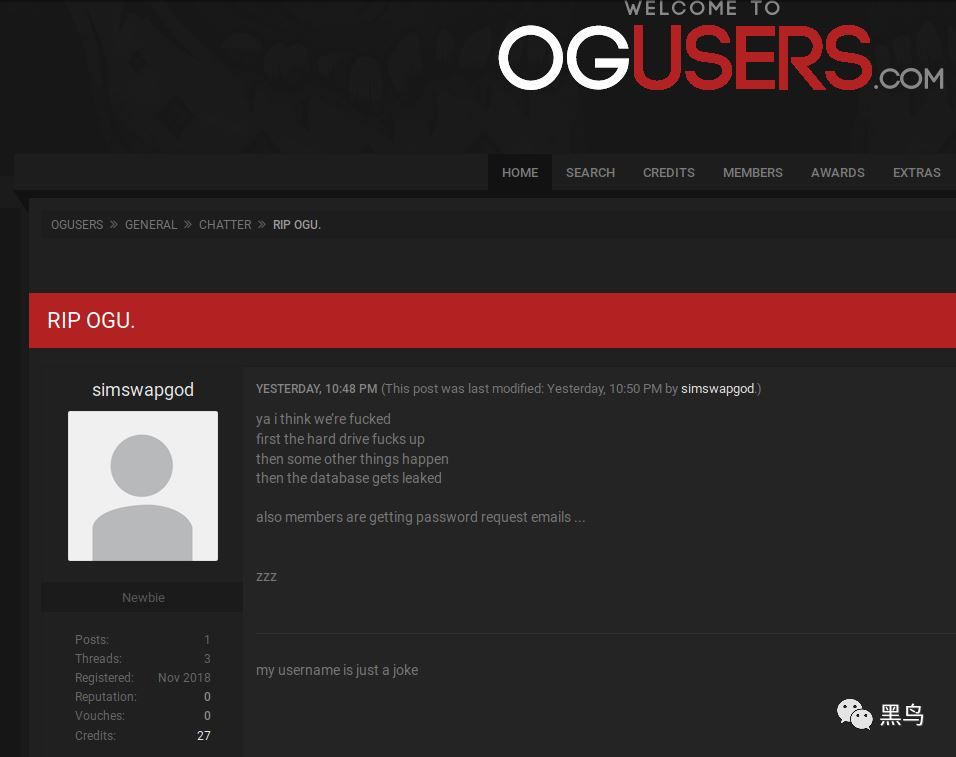 WELCOME TO
OGUSERS.COM
HOME SEARCH CREDITS MEMBERS AWARDS EXTRAS
OGUSERS » GENERAL » CHATTER » RIP OGU.
RIP OGU.
simswapgod
YESTERDAY, 10:48 PM (This post was last modified: Yesterday, 10:50 PM by simswapgod.)
ya i think we're fucked
first the hard drive fucks up
then some other things happen
then the database gets leaked
also members are getting password request emails ...
zzz
Newbie
Posts: 1
Threads: 3
Registered: Nov 2018
Reputation: 0
Vouches: 0
Credits: 27
my username is just a joke
黑鸟